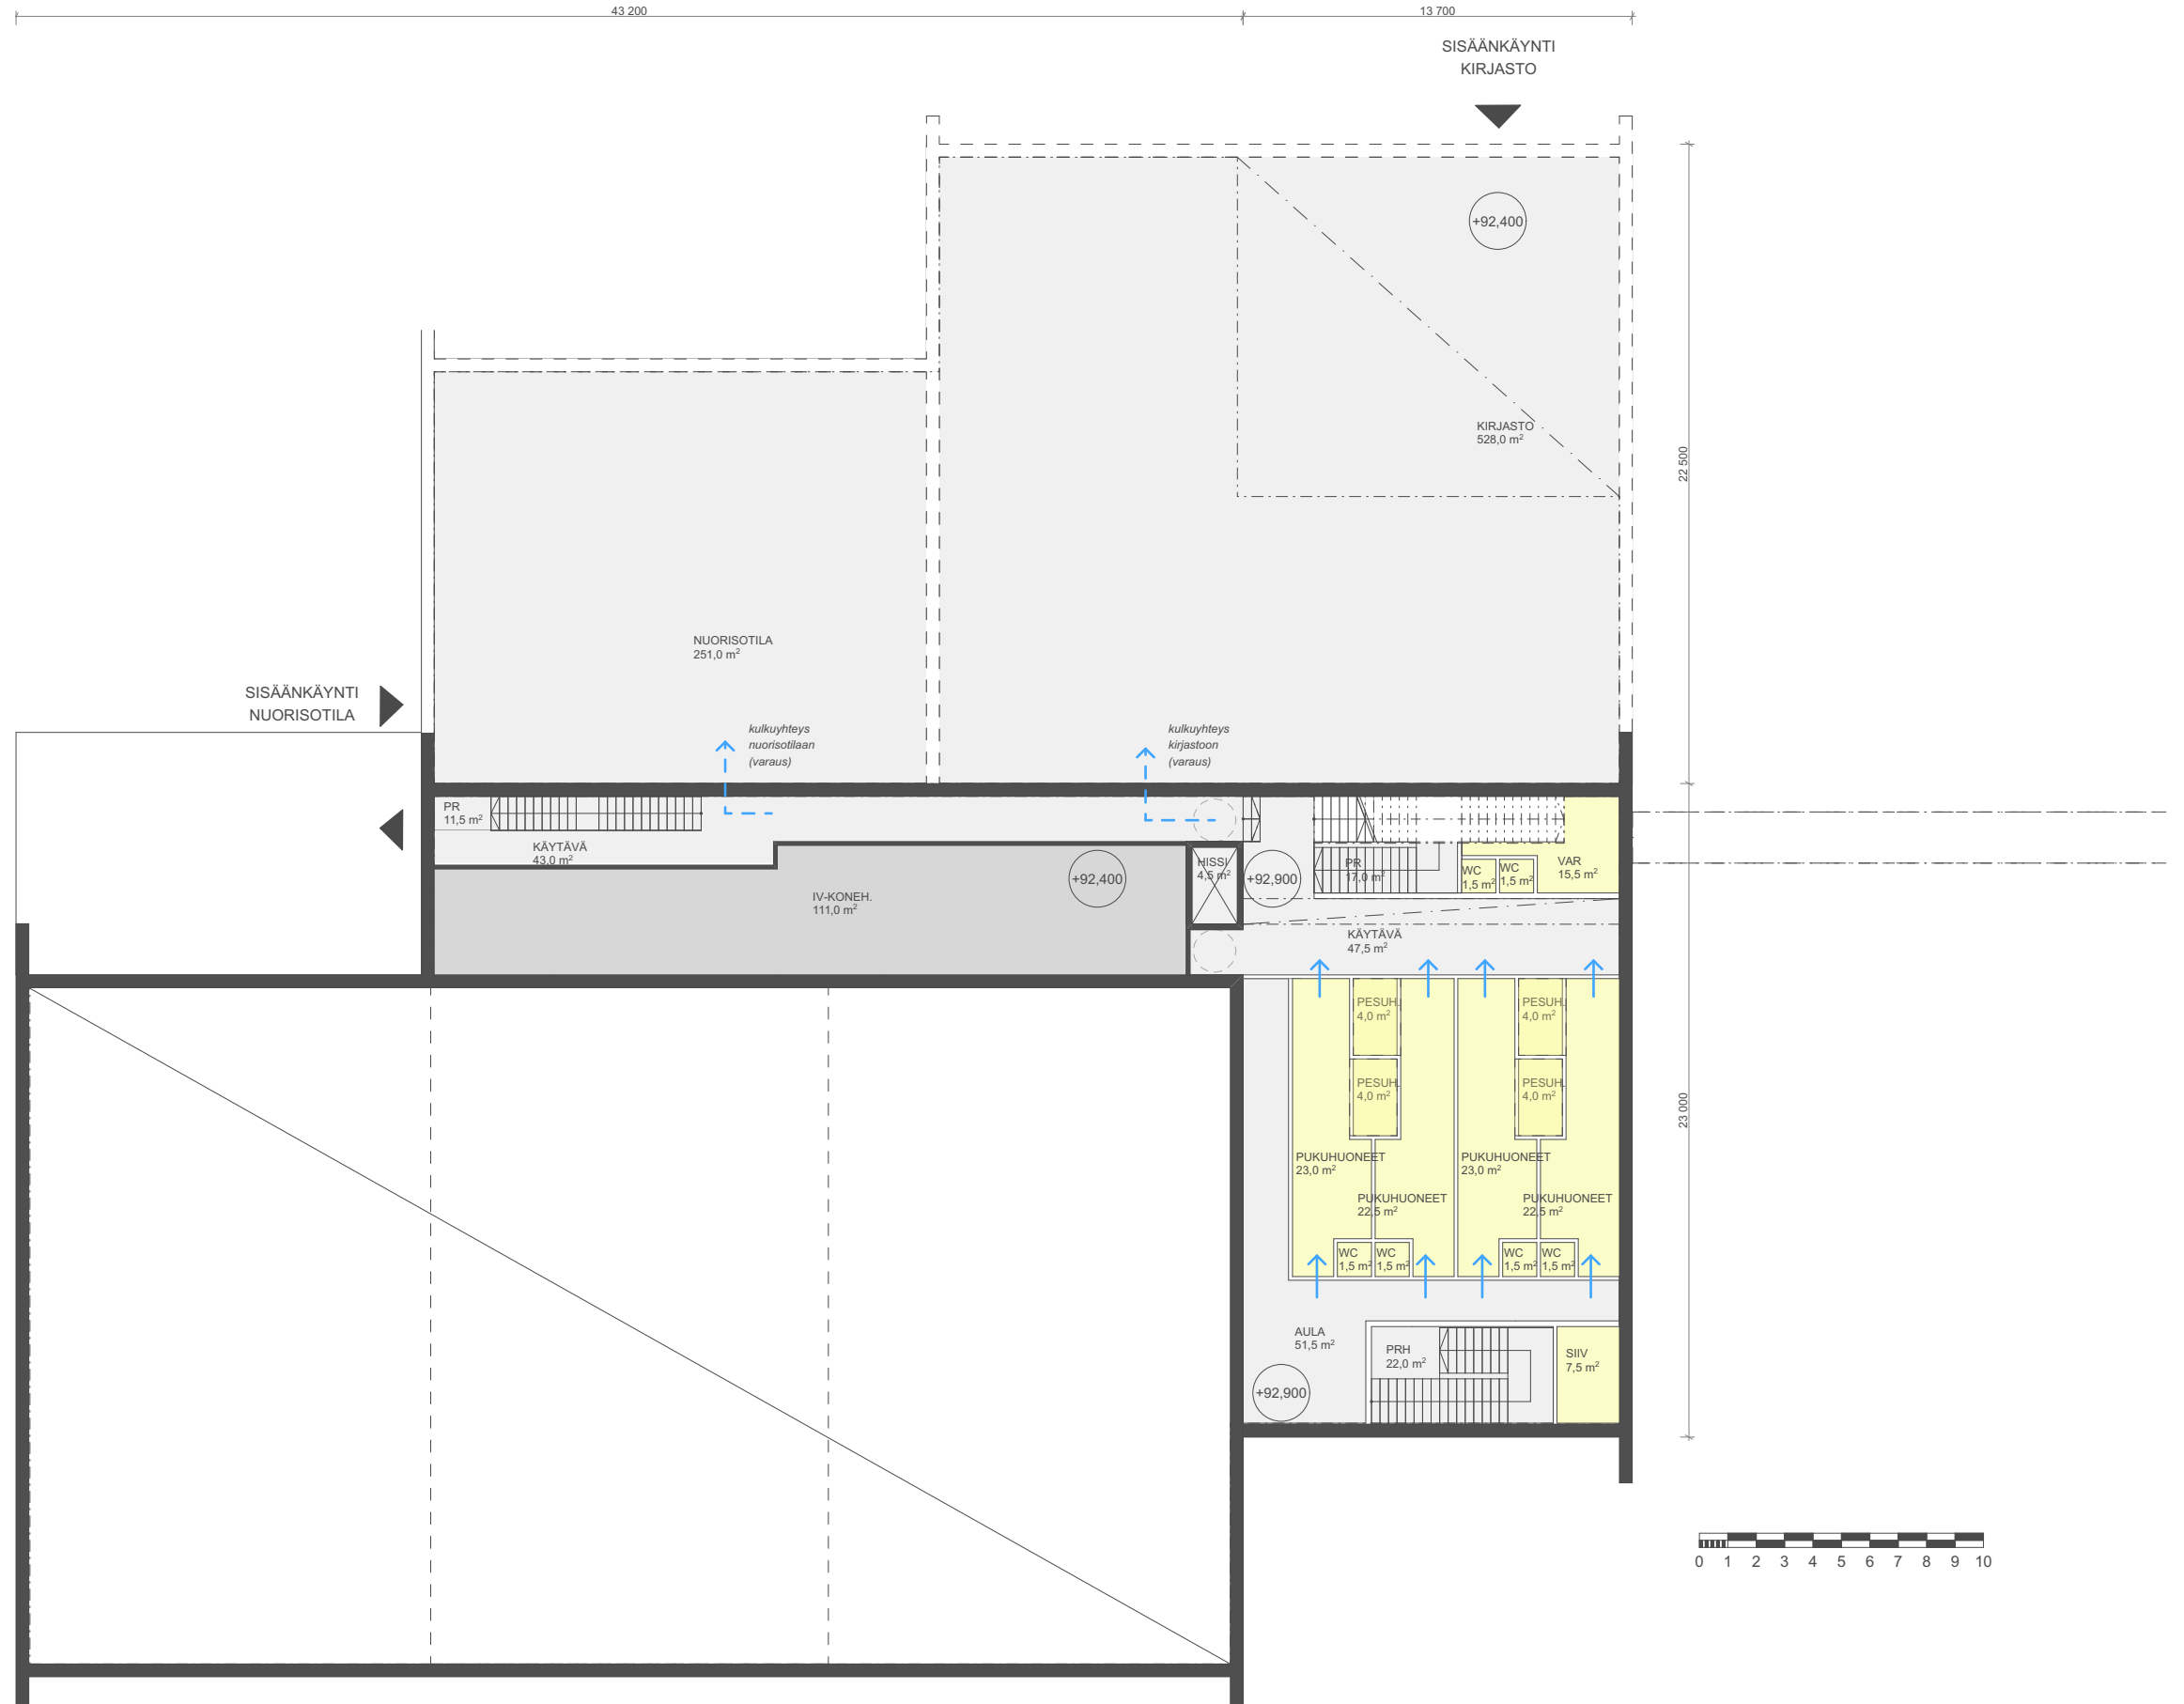 43 200
13 700
SISÄÄNKÄYNTI
KIRJASTO
+92,400
KIRJASTO
528,0 m²
22 500
NUORISOTILA
251,0 m²
SISÄÄNKÄYNTI
NUORISOTILA
kulkuyhteys
nuorisotilaan
(varaus)
kulkuyhteys
kirjastoon
(varaus)
PR
11,5 m²
KÄYTÄVÄ
43,0 m²
IV-KONEH.
111,0 m²
+92,400
HISSI
4,5 m²
+92,900
PR
17,0 m²
WC
1,5 m²
WC
1,5 m²
VAR
15,5 m²
KÄYTÄVÄ
47,5 m²
PESUH.
4,0 m²
PESUH.
4,0 m²
PESUH.
4,0 m²
PESUH.
4,0 m²
23 000
PUKUHUONEET
23,0 m²
PUKUHUONEET
23,0 m²
PUKUHUONEET
22,5 m²
PUKUHUONEET
22,5 m²
WC
1,5 m²
WC
1,5 m²
WC
1,5 m²
WC
1,5 m²
AULA
51,5 m²
PRH
22,0 m²
SIIV
7,5 m²
+92,900
0 1 2 3 4 5 6 7 8 9 10